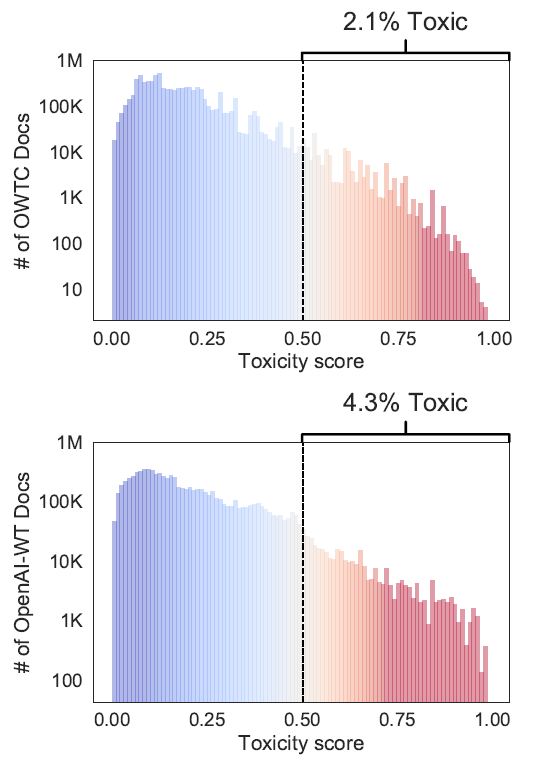 2.1% Toxic
1M
100K
10K
1K
100
10
# of OWTC Docs
0.00 0.25 0.50 0.75 1.00
Toxicity score
4.3% Toxic
1M
100K
10K
1K
100
# of OpenAI-WT Docs
0.00 0.25 0.50 0.75 1.00
Toxicity score